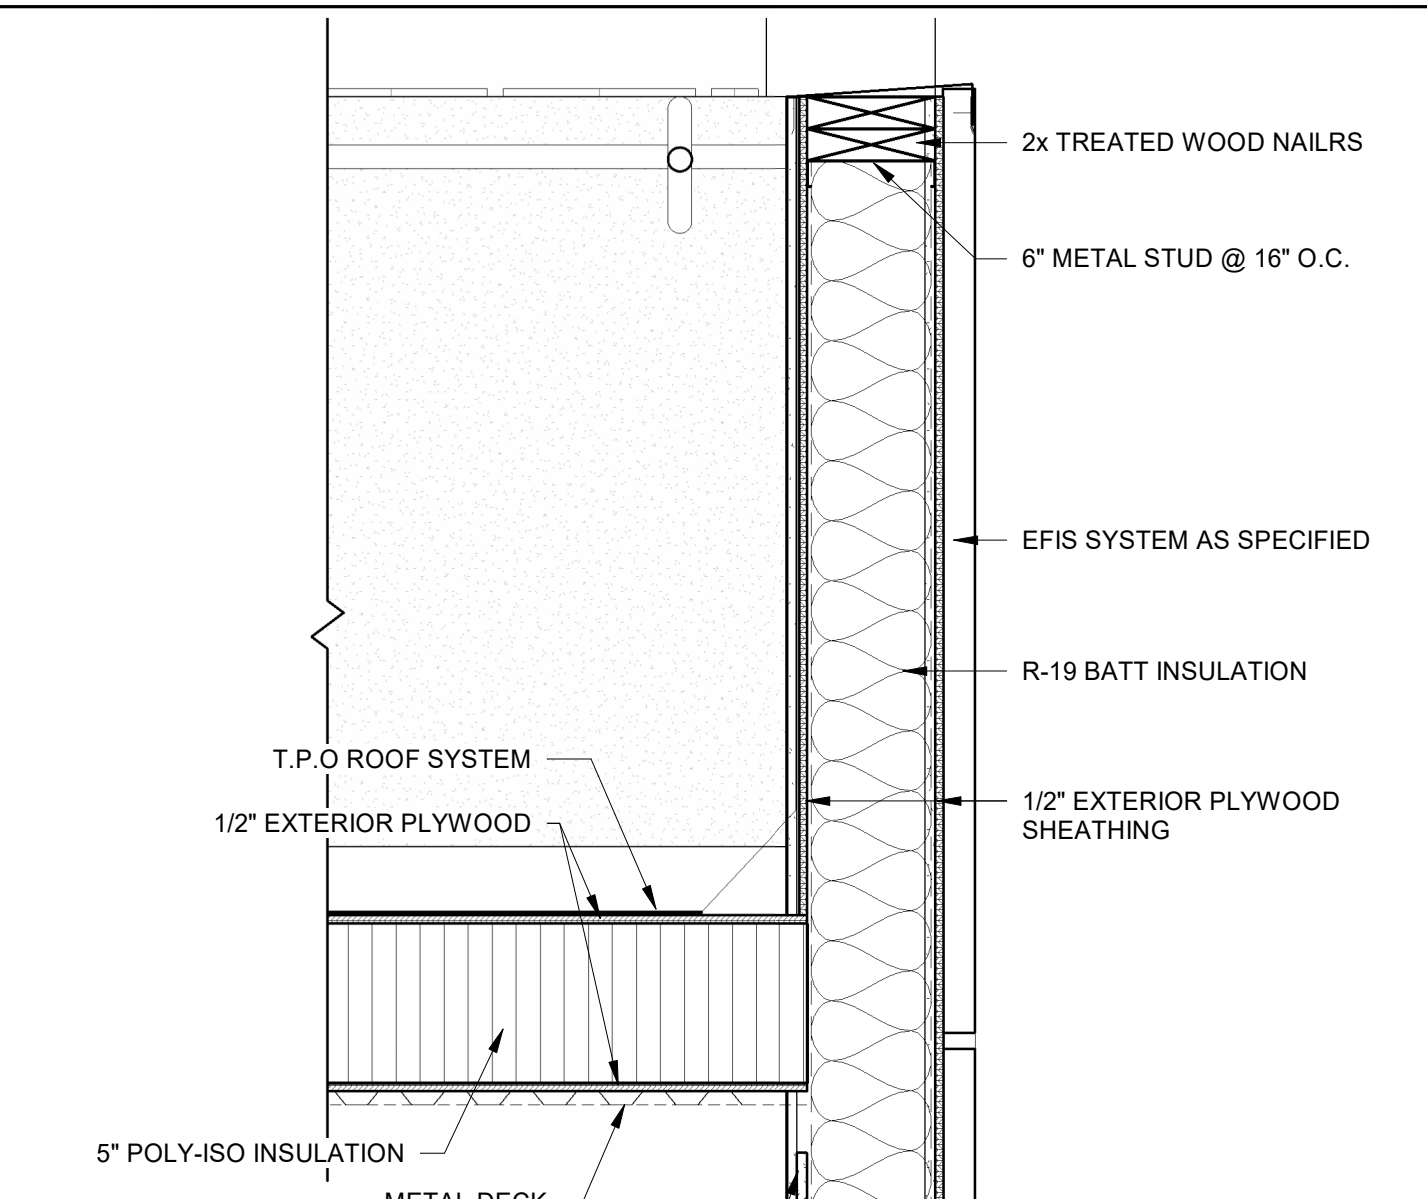 2x TREATED WOOD NAILRS
6" METAL STUD @ 16" O.C.
EFIS SYSTEM AS SPECIFIED
R-19 BATT INSULATION
T.P.O ROOF SYSTEM
1/2" EXTERIOR PLYWOOD
SHEATHING
1/2" EXTERIOR PLYWOOD
5" POLY-ISO INSULATION
METAL DECK